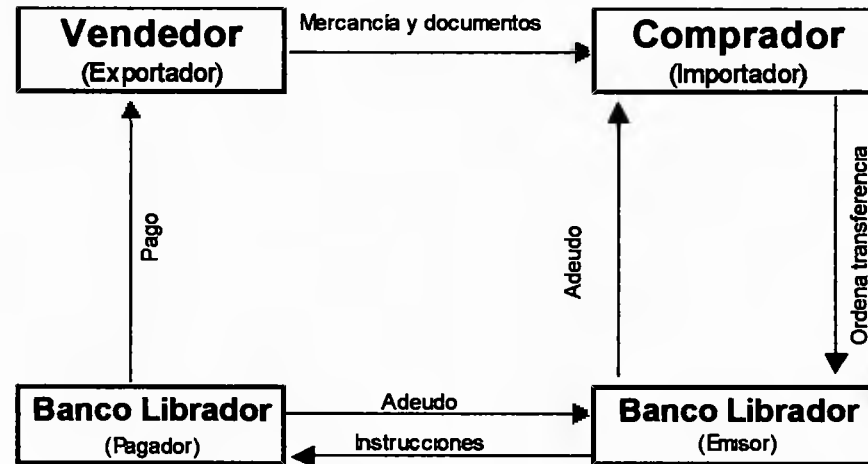 Vendedor
(Exportador)
Mercancía y documentos
Comprador
(Importador)
Pago
Adeudo
Ordena transferencia
Banco Librador
(Pagador)
Adeudo
Instrucciones
Banco Librador
(Emisor)